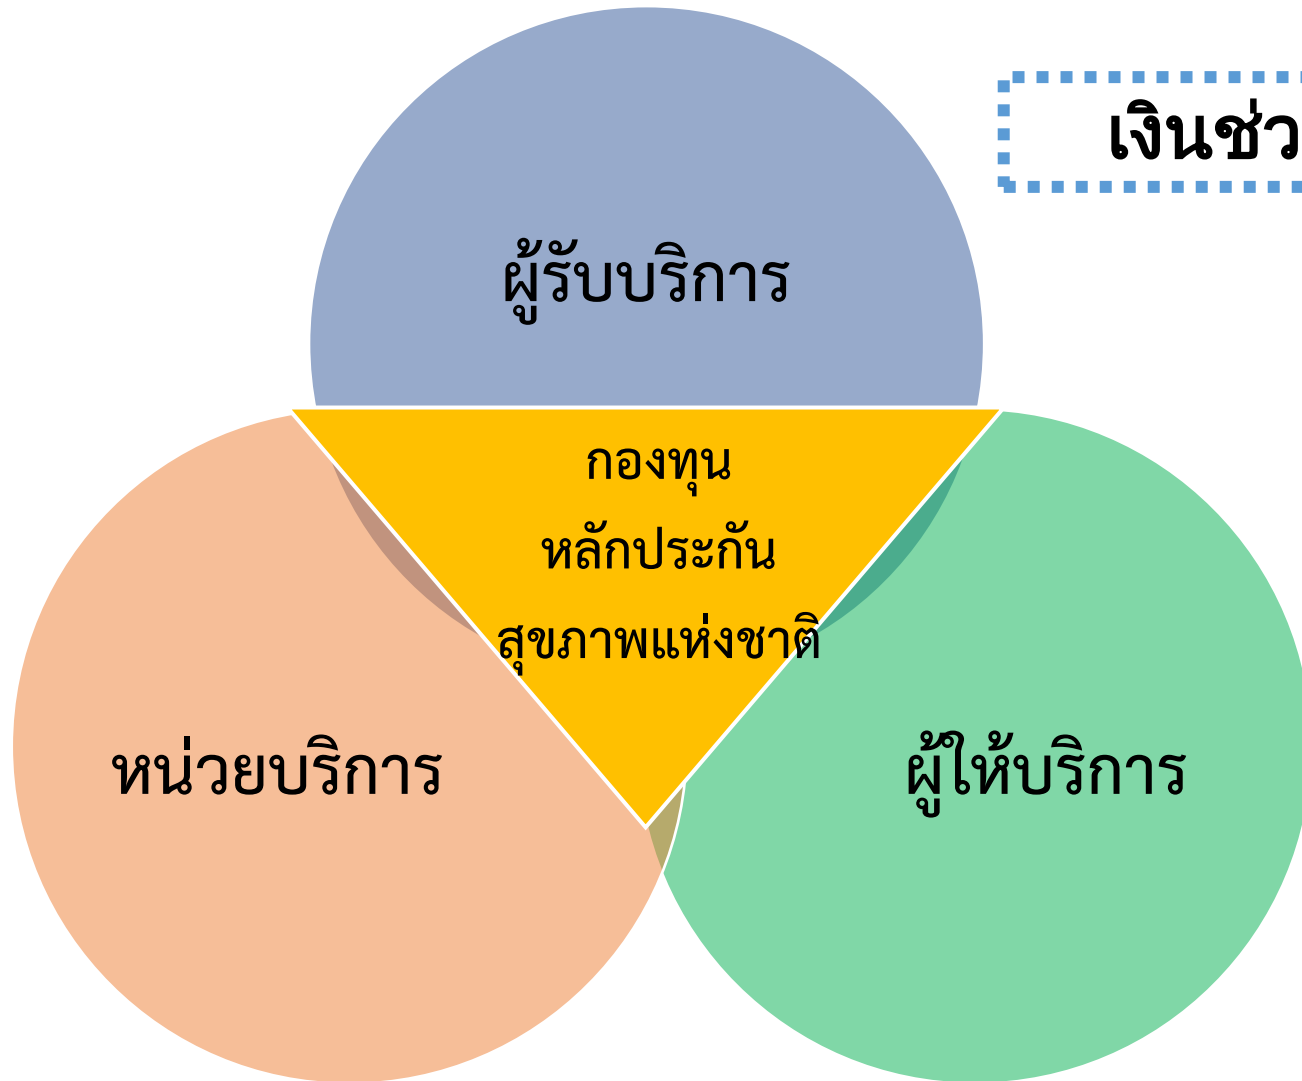 เงินช่ว
ผู้รับบริการ
กองทุน
หลักประกัน
สุขภาพแห่งชาติ
หน่วยบริการ
ผู้ให้บริการ